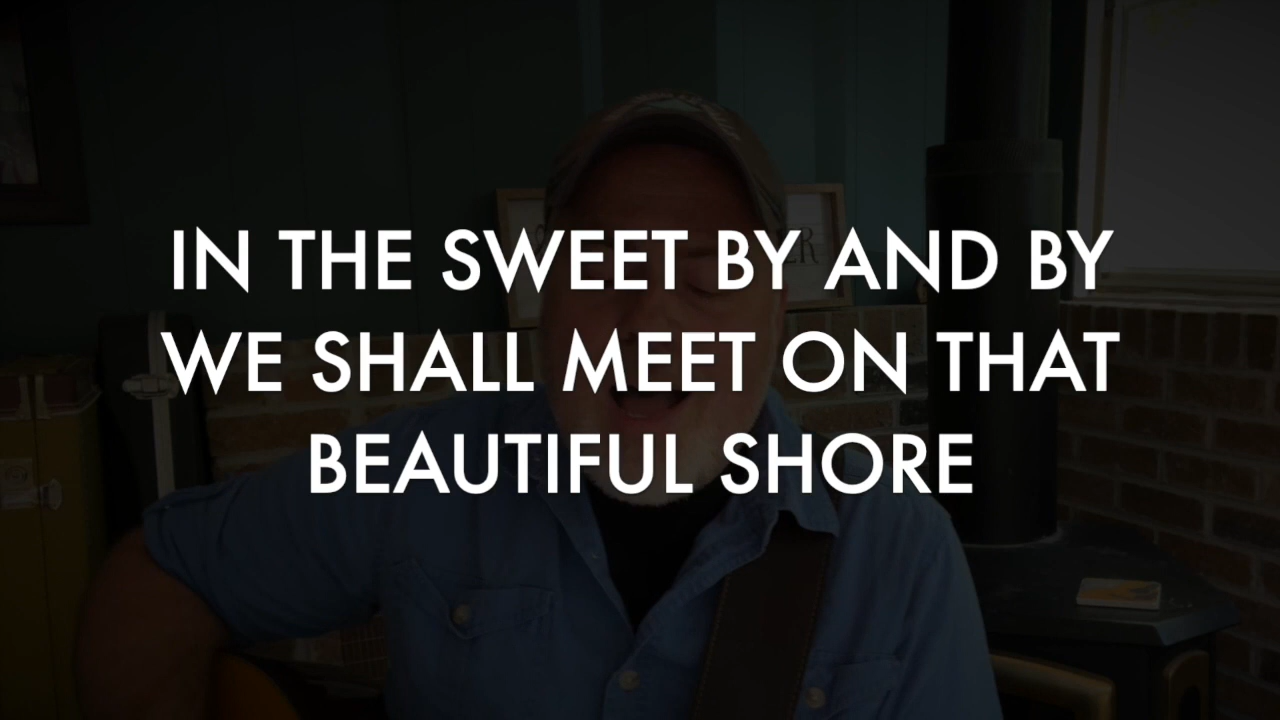 IN THE SWEET BY AND BY
WE SHALL MEET ON THAT
BEAUTIFUL SHORE